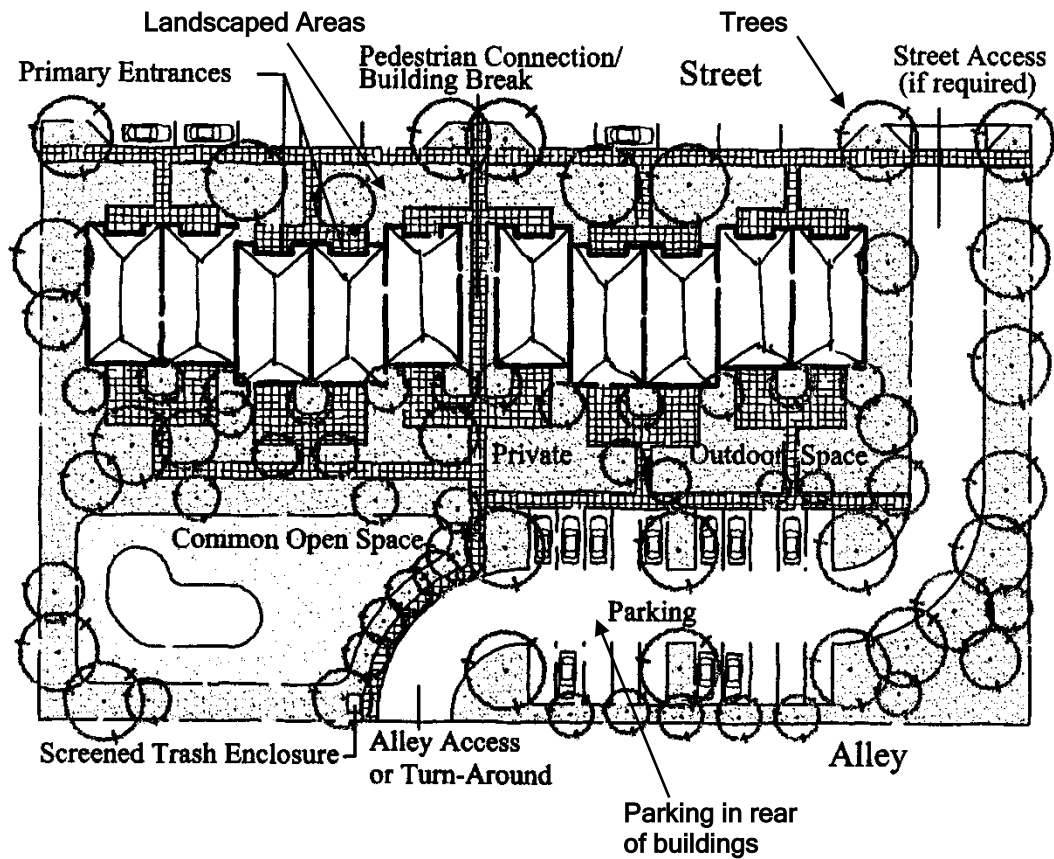 Landscaped Areas
Trees
Pedestrian Connection/
Building Break
Street
Street Access
(if required)
Primary Entrances
Private Outdoor Space
Common Open Space
Parking
Screened Trash Enclosure
Alley Access
or Turn-Around
Alley
Parking in rear
of buildings